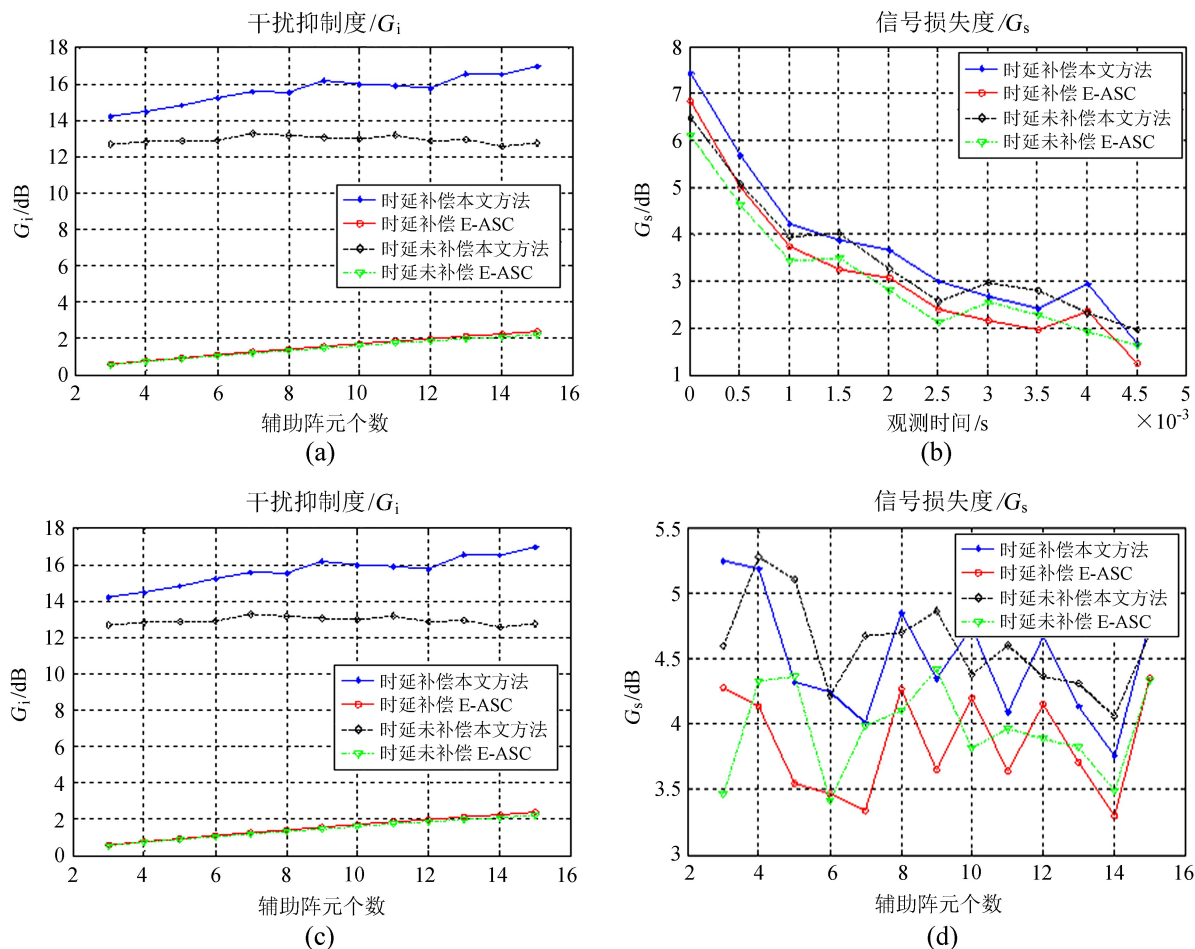 干扰抑制度/Gi
18
16
14
12
10
8
6
4
2
0
Gi/dB
时延补偿本文方法
时延补偿 E-ASC
时延未补偿本文方法
时延未补偿 E-ASC
2 4 6 8 10 12 14 16
辅助阵元个数
(a)
信号损失度/Gs
8
7
6
5
4
3
2
1
Gs/dB
时延补偿本文方法
时延补偿 E-ASC
时延未补偿本文方法
时延未补偿 E-ASC
0 0.5 1 1.5 2 2.5 3 3.5 4 4.5 5
观测时间/s
×10-3
(b)
干扰抑制度/Gi
18
16
14
12
10
8
6
4
2
0
Gi/dB
时延补偿本文方法
时延补偿 E-ASC
时延未补偿本文方法
时延未补偿 E-ASC
2 4 6 8 10 12 14 16
辅助阵元个数
(c)
信号损失度/Gs
5.5
5
4.5
4
3.5
3
Gs/dB
时延补偿本文方法
时延补偿 E-ASC
时延未补偿本文方法
时延未补偿 E-ASC
2 4 6 8 10 12 14 16
辅助阵元个数
(d)